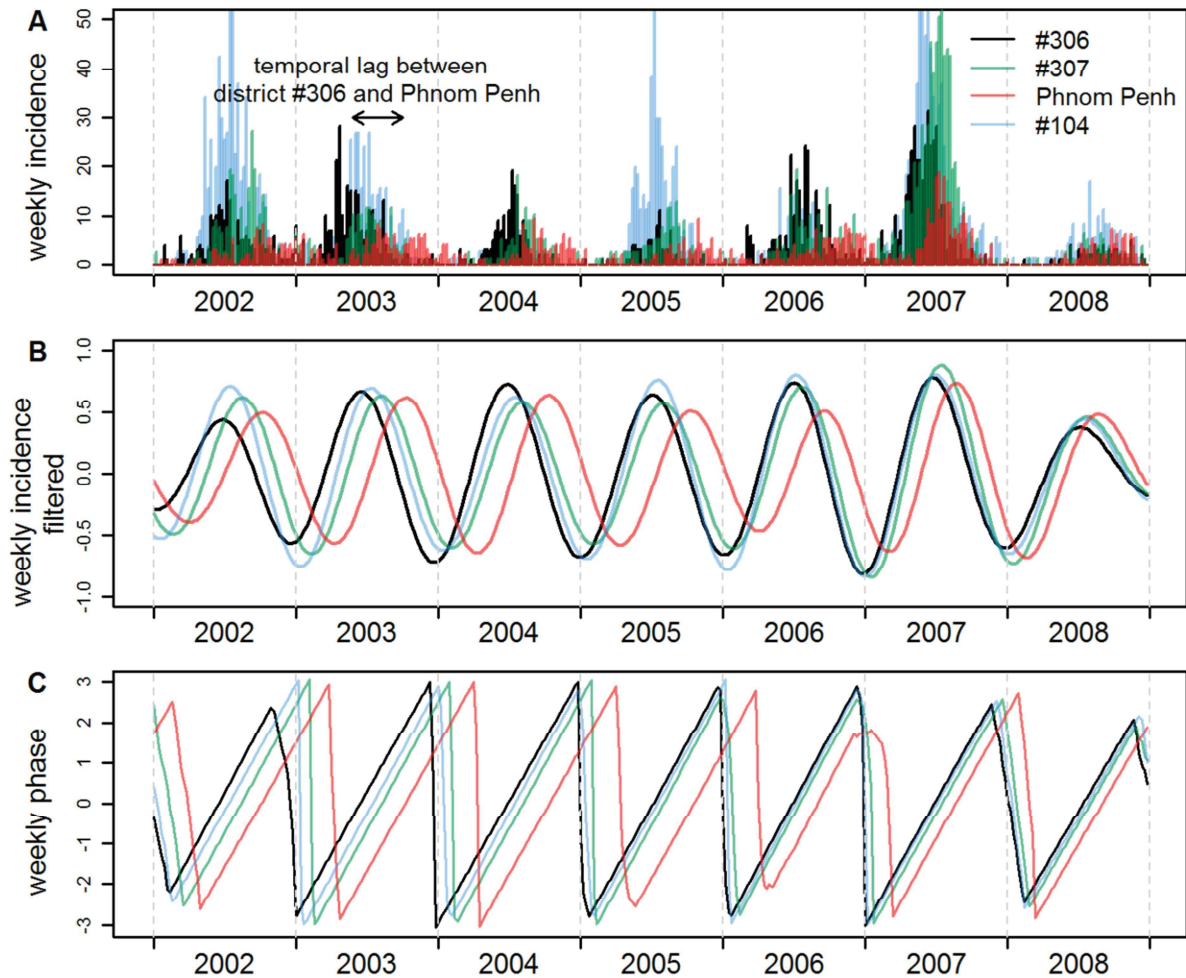 A
weekly incidence
50
40
30
20
10
0
temporal lag between
district #306 and Phnom Penh
#306
#307
Phnom Penh
#104
2002 2003 2004 2005 2006 2007 2008
B
weekly incidence
filtered
1.0
0.5
0.0
-0.5
-1.0
2002 2003 2004 2005 2006 2007 2008
C
weekly phase
3
2
1
0
-1
-2
-3
2002 2003 2004 2005 2006 2007 2008